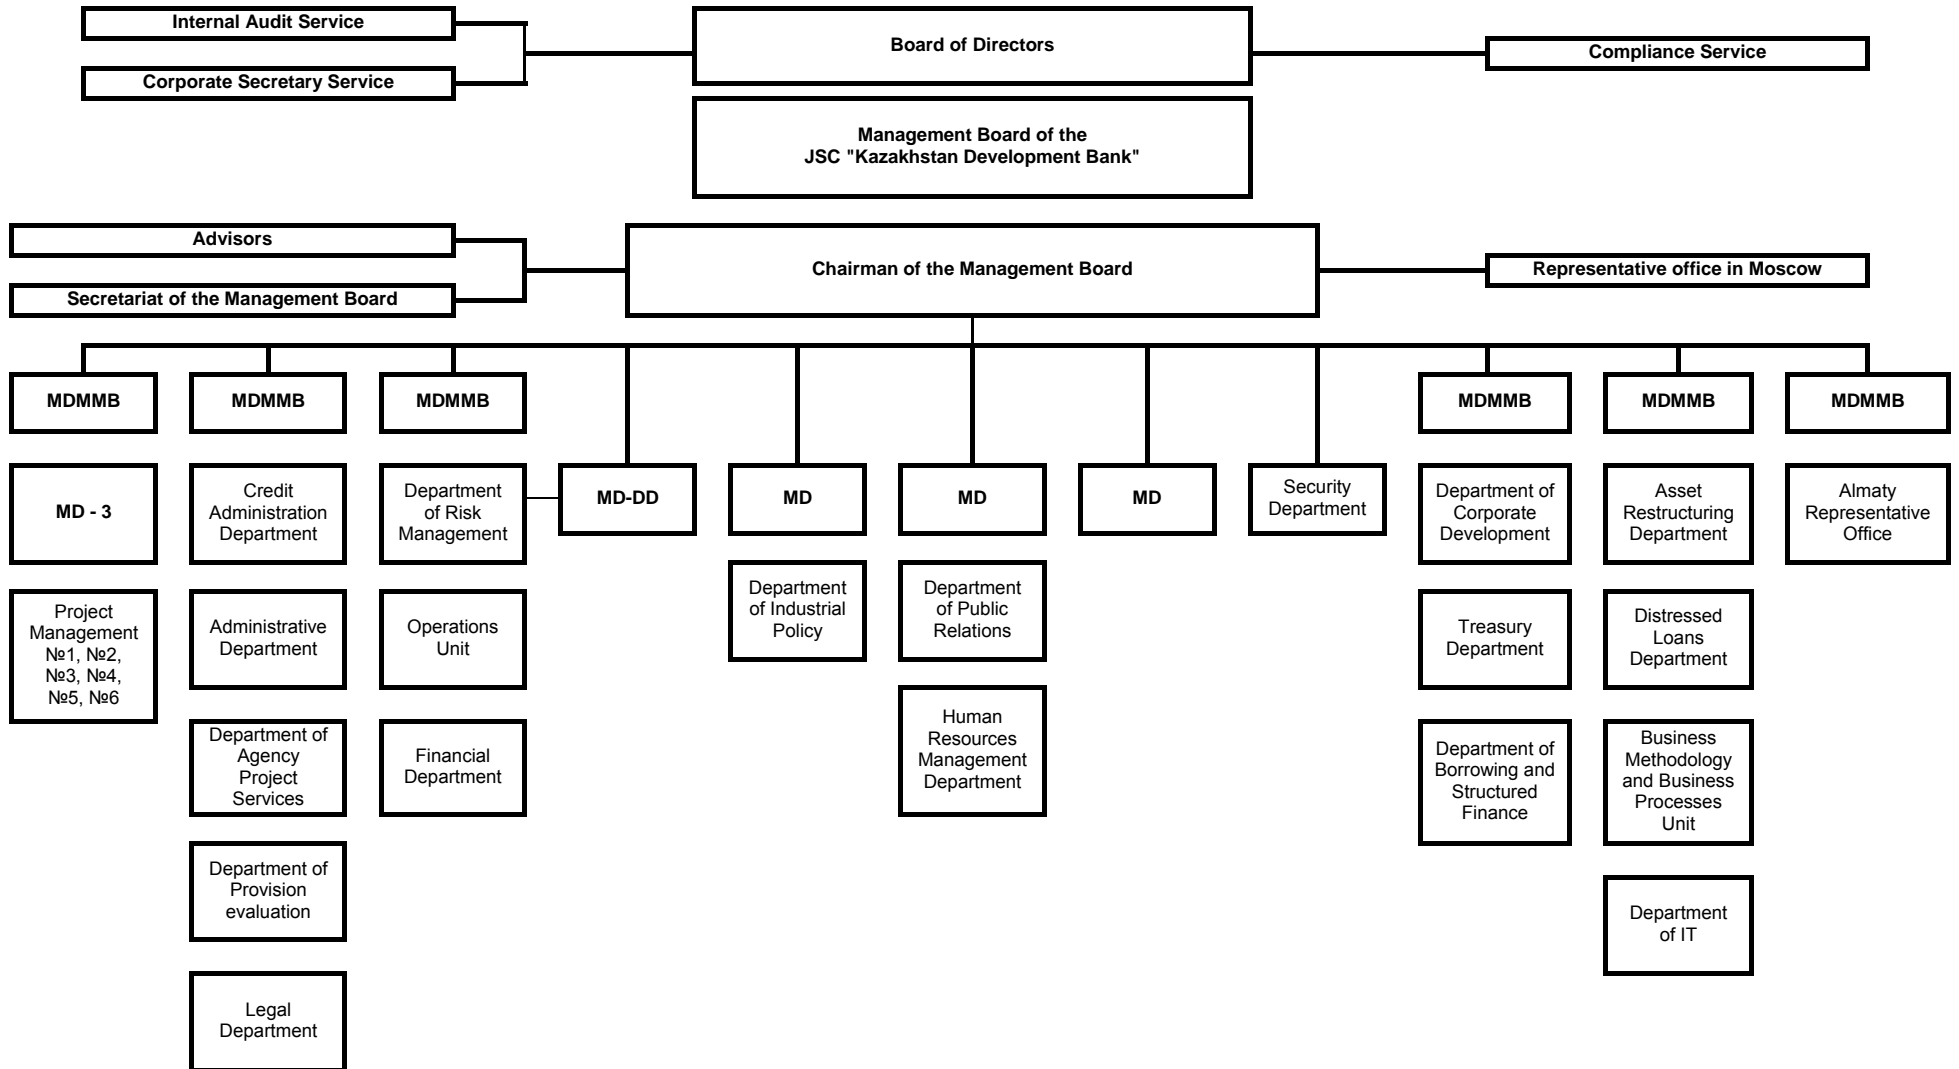 Internal Audit Service
Board of Directors
Compliance Service
Corporate Secretary Service
Management Board of the
JSC "Kazakhstan Development Bank"
Advisors
Chairman of the Management Board
Representative office in Moscow
Secretariat of the Management Board
MDMMB
MDMMB
MDMMB
MDMMB
MDMMB
MDMMB
MD - 3
Credit
Administration
Department
Department
of Risk
Management
MD-DD
MD
MD
MD
Security
Department
Department of
Corporate
Development
Asset
Restructuring
Department
Almaty
Representative
Office
Project
Management
№1, №2,
№3, №4,
№5, №6
Administrative
Department
Operations
Unit
Department
of Industrial
Policy
Department
of Public
Relations
Treasury
Department
Distressed
Loans
Department
Department of
Agency
Project
Services
Financial
Department
Human
Resources
Management
Department
Department of
Borrowing and
Structured
Finance
Business
Methodology
and Business
Processes
Unit
Department of
Provision
evaluation
Department
of IT
Legal
Department